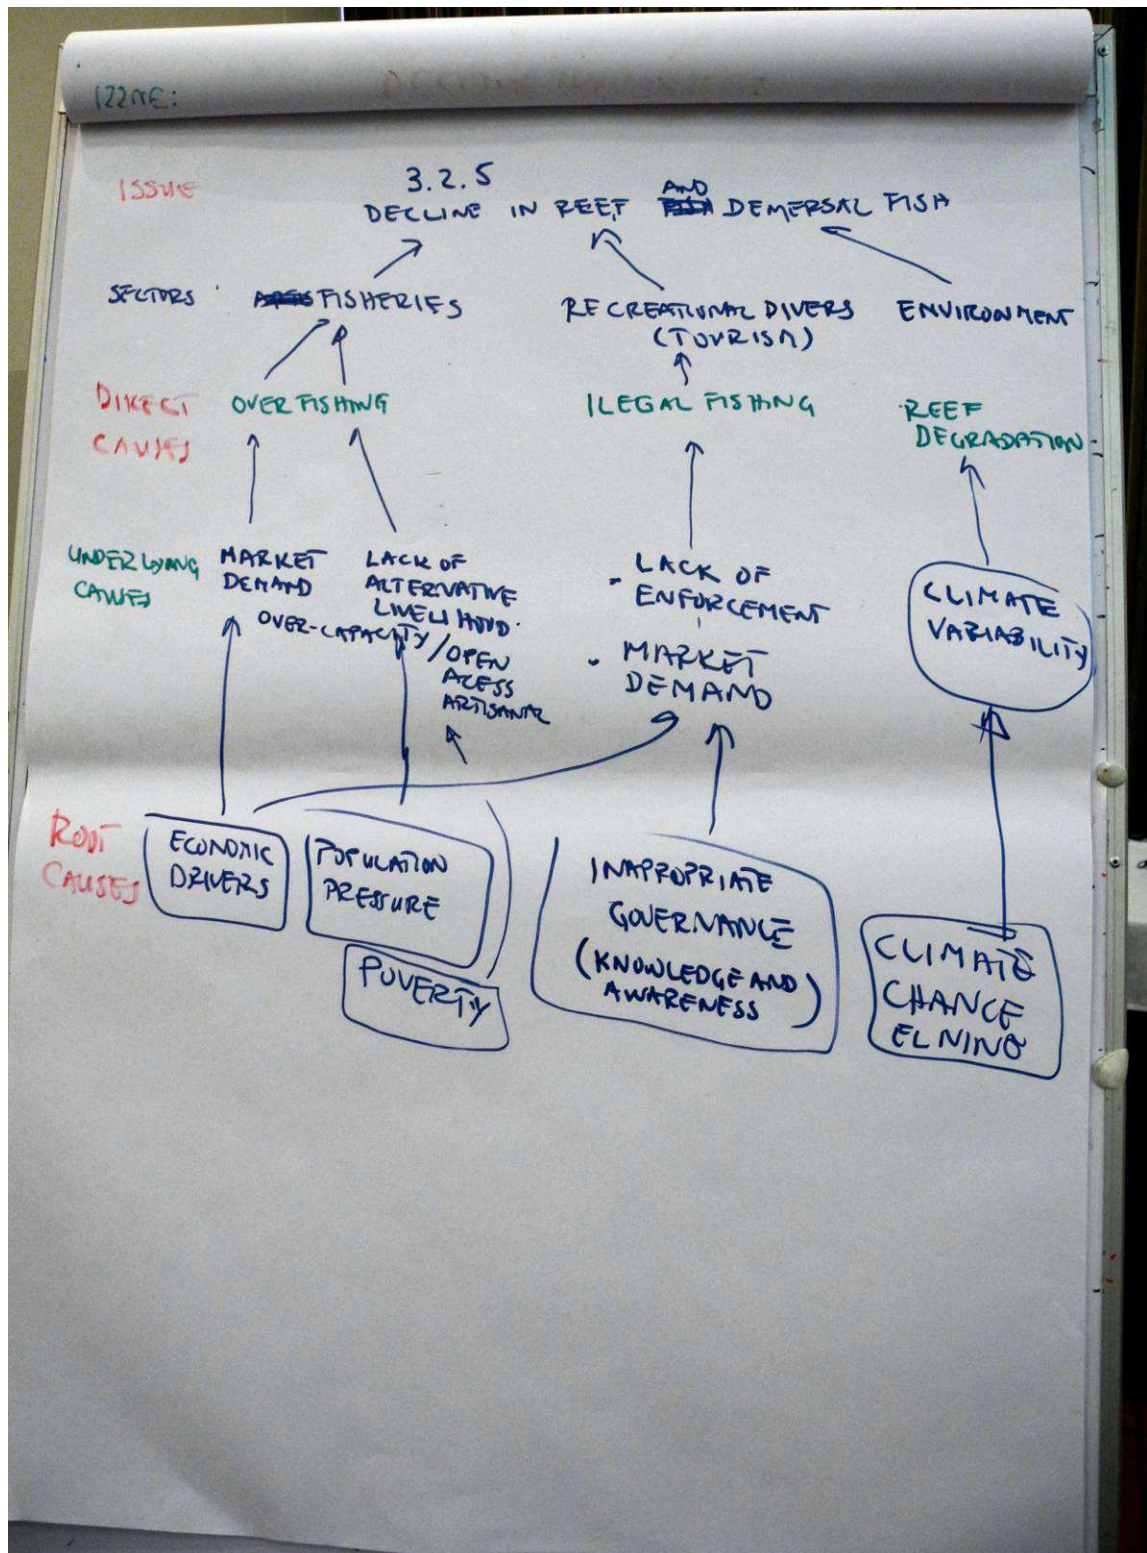 ISSUE:
ISSUE
3.2.5
AND
DECLINE IN REEF DEMERSAL FISH
SECTORS FISHERIES RECREATIONAL DIVERS ENVIRONMENT
(TOURISM)
DIRECT CAUSES
OVERFISHING ILEGAL FISHING REEF DEGRADATION
UNDERLYANG CAUSES
MARKET DEMAND
LACK OF
ALTERNATIVE
LIVELIHOOD
OVER-CAPACITY / OPEN
ACESS
ARTISANAL
- LACK OF
ENFORCEMENT
- MARKET
DEMAND
CLIMATE
VARIABILITY
ROOT
CAUSES
ECONOMIC
DRIVERS
POPULATION
PRESSURE
POVERTY
INAPPROPRIATE
GOVERNANCE
(KNOWLEDGE AND
AWARENESS)
CLIMATE
CHANGE
EL NINO